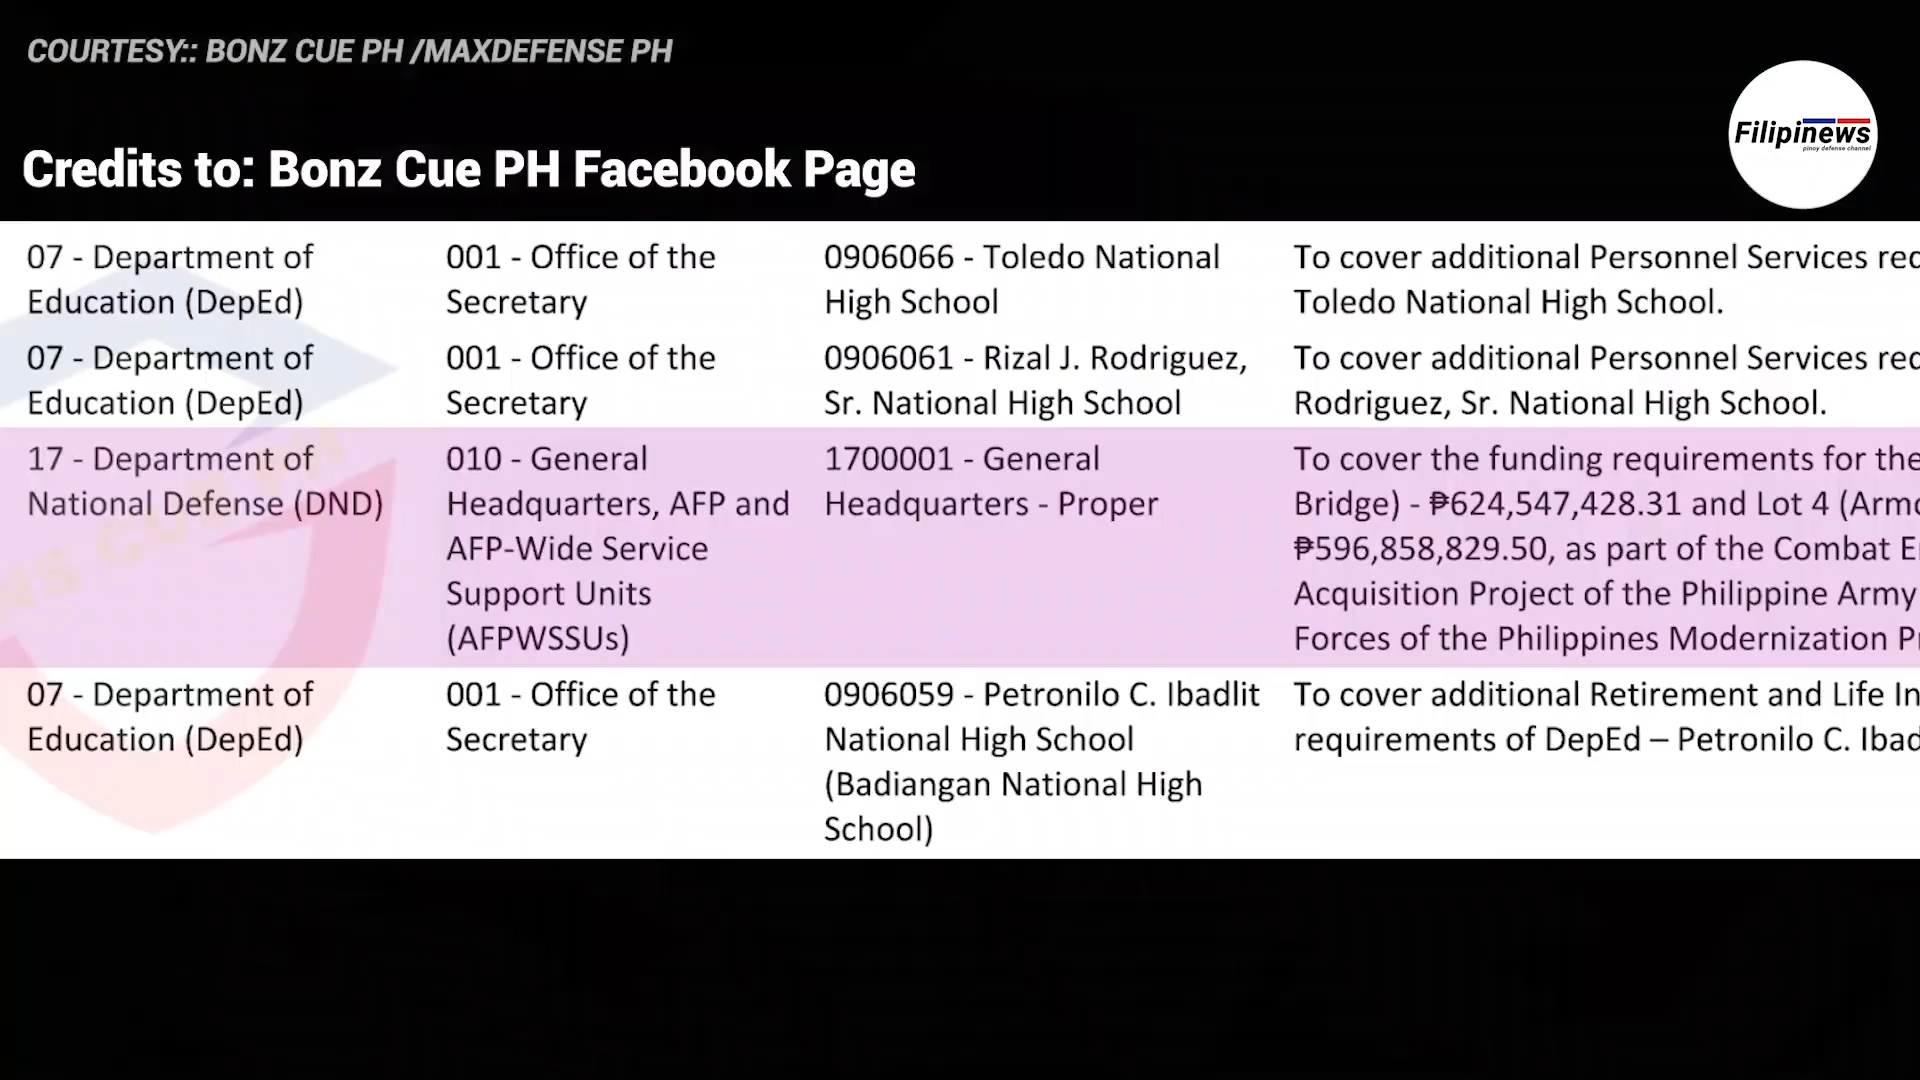 COURTESY:: BONZ CUE PH /MAXDEFENSE PH
Filipinews
pinoy defense channel
Credits to: Bonz Cue PH Facebook Page
07 - Department of
Education (DepEd)
001 - Office of the
Secretary
0906066 - Toledo National
High School
To cover additional Personnel Services
Toledo National High School.
07 - Department of
Education (DepEd)
001 - Office of the
Secretary
0906061 - Rizal J. Rodriguez,
Sr. National High School
To cover additional Personnel Services
Rodriguez, Sr. National High School.
17 - Department of
National Defense (DND)
010 - General
Headquarters, AFP and
AFP-Wide Service
Support Units
(AFPWSSUs)
1700001 - General
Headquarters - Proper
To cover the funding requirements for the
Bridge) - ₱624,547,428.31 and Lot 4
₱596,858,829.50, as part of the Combat
Acquisition Project of the Philippine Army
Forces of the Philippines Modernization
07 - Department of
Education (DepEd)
001 - Office of the
Secretary
0906059 - Petronilo C. Ibadlit
National High School
(Badiangan National High
School)
To cover additional Retirement and Life
requirements of DepEd – Petronilo C.